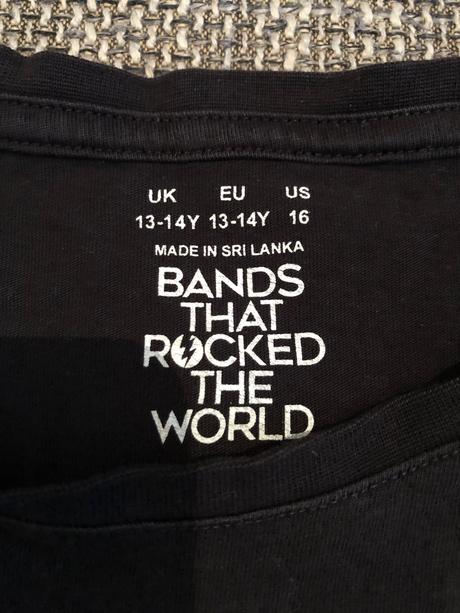 UK EU US
13-14Y 13-14Y 16
MADE IN SRI LANKA
BANDS
THAT
ROCKED
THE
WORLD